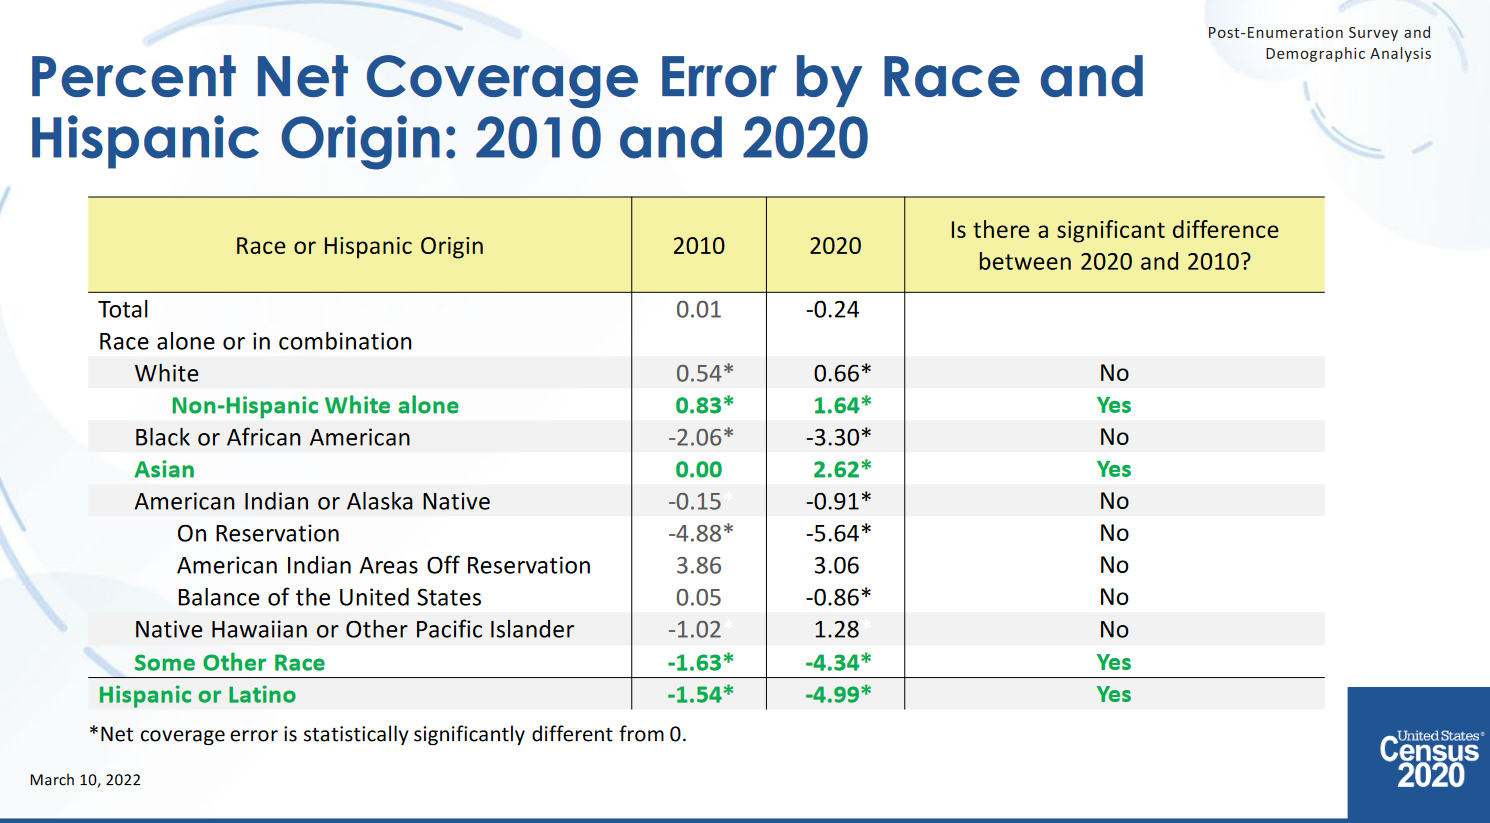 Post-Enumeration Survey and
Demographic Analysis
Percent Net Coverage Error by Race and
Hispanic Origin: 2010 and 2020
Race or Hispanic Origin 2010 2020 Is there a significant difference
between 2020 and 2010?
Total 0.01 -0.24
Race alone or in combination
White 0.54* 0.66* No
Non-Hispanic White alone 0.83* 1.64* Yes
Black or African American -2.06* -3.30* No
Asian 0.00 2.62* Yes
American Indian or Alaska Native -0.15* -0.91* No
On Reservation -4.88* -5.64* No
American Indian Areas Off Reservation 3.86 3.06 No
Balance of the United States 0.05 -0.86* No
Native Hawaiian or Other Pacific Islander -1.02* 1.28* No
Some Other Race -1.63* -4.34* Yes
Hispanic or Latino -1.54* -4.99* Yes
*Net coverage error is statistically significantly different from 0.
March 10, 2022
United States®
Census
2020